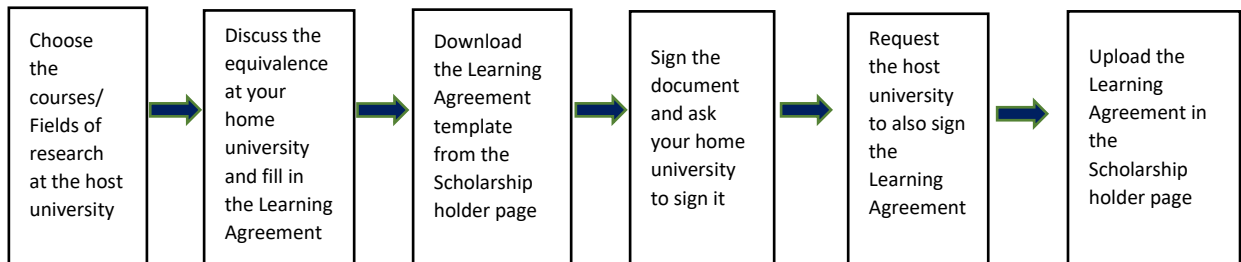 Choose
the
courses/
Fields of
research
at the host
university
Discuss the
equivalence
at your
home
university
and fill in
the Learning
Agreement
Download
the Learning
Agreement
template
from the
Scholarship
holder page
Sign the
document
and ask
your home
university
to sign it
Request
the host
university
to also sign
the
Learning
Agreement
Upload the
Learning
Agreement in
the
Scholarship
holder page